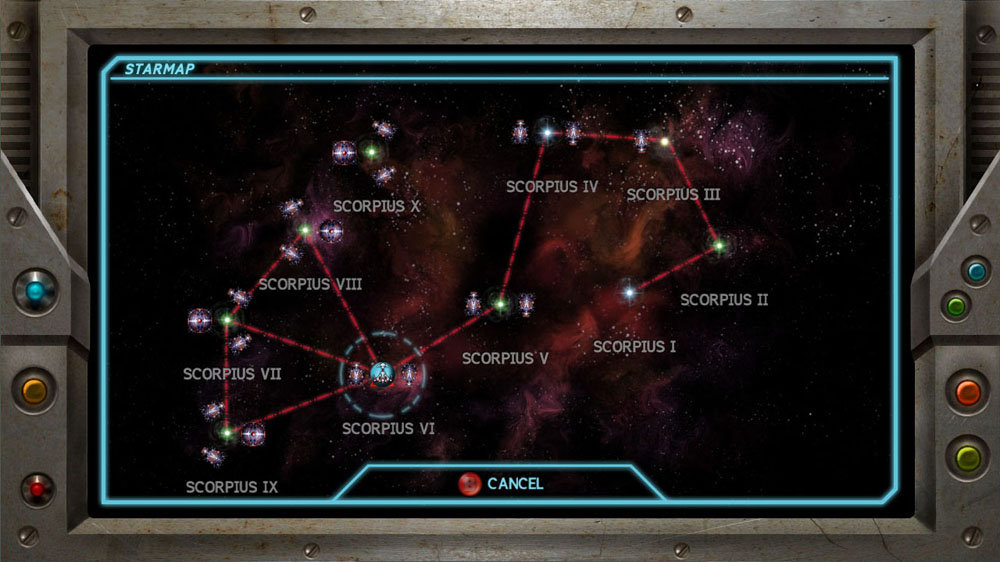 STARMAP
SCORPIUS IV
SCORPIUS III
SCORPIUS X
SCORPIUS VIII
SCORPIUS II
SCORPIUS I
SCORPIUS V
SCORPIUS VII
SCORPIUS VI
SCORPIUS IX
CANCEL